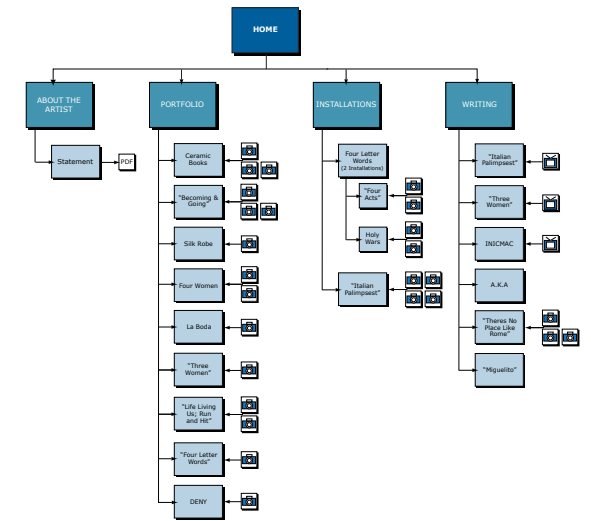 HOME
ABOUT THE
ARTIST
PORTFOLIO
INSTALLATIONS
WRITING
Statement
PDF
Ceramic
Books
"Becoming &
Going"
Silk Robe
Four Women
La Boda
"Three
Women"
"Life Living
Us; Run
and Hit"
"Four Letter
Words"
DENY
Four Letter
Words
(2 Installations)
"Four
Acts"
Holy
Wars
"Italian
Palimpsest"
"Italian
Palimpsest"
"Three
Women"
INICMAC
A.K.A
"Theres No
Place Like
Rome"
"Miguelito"